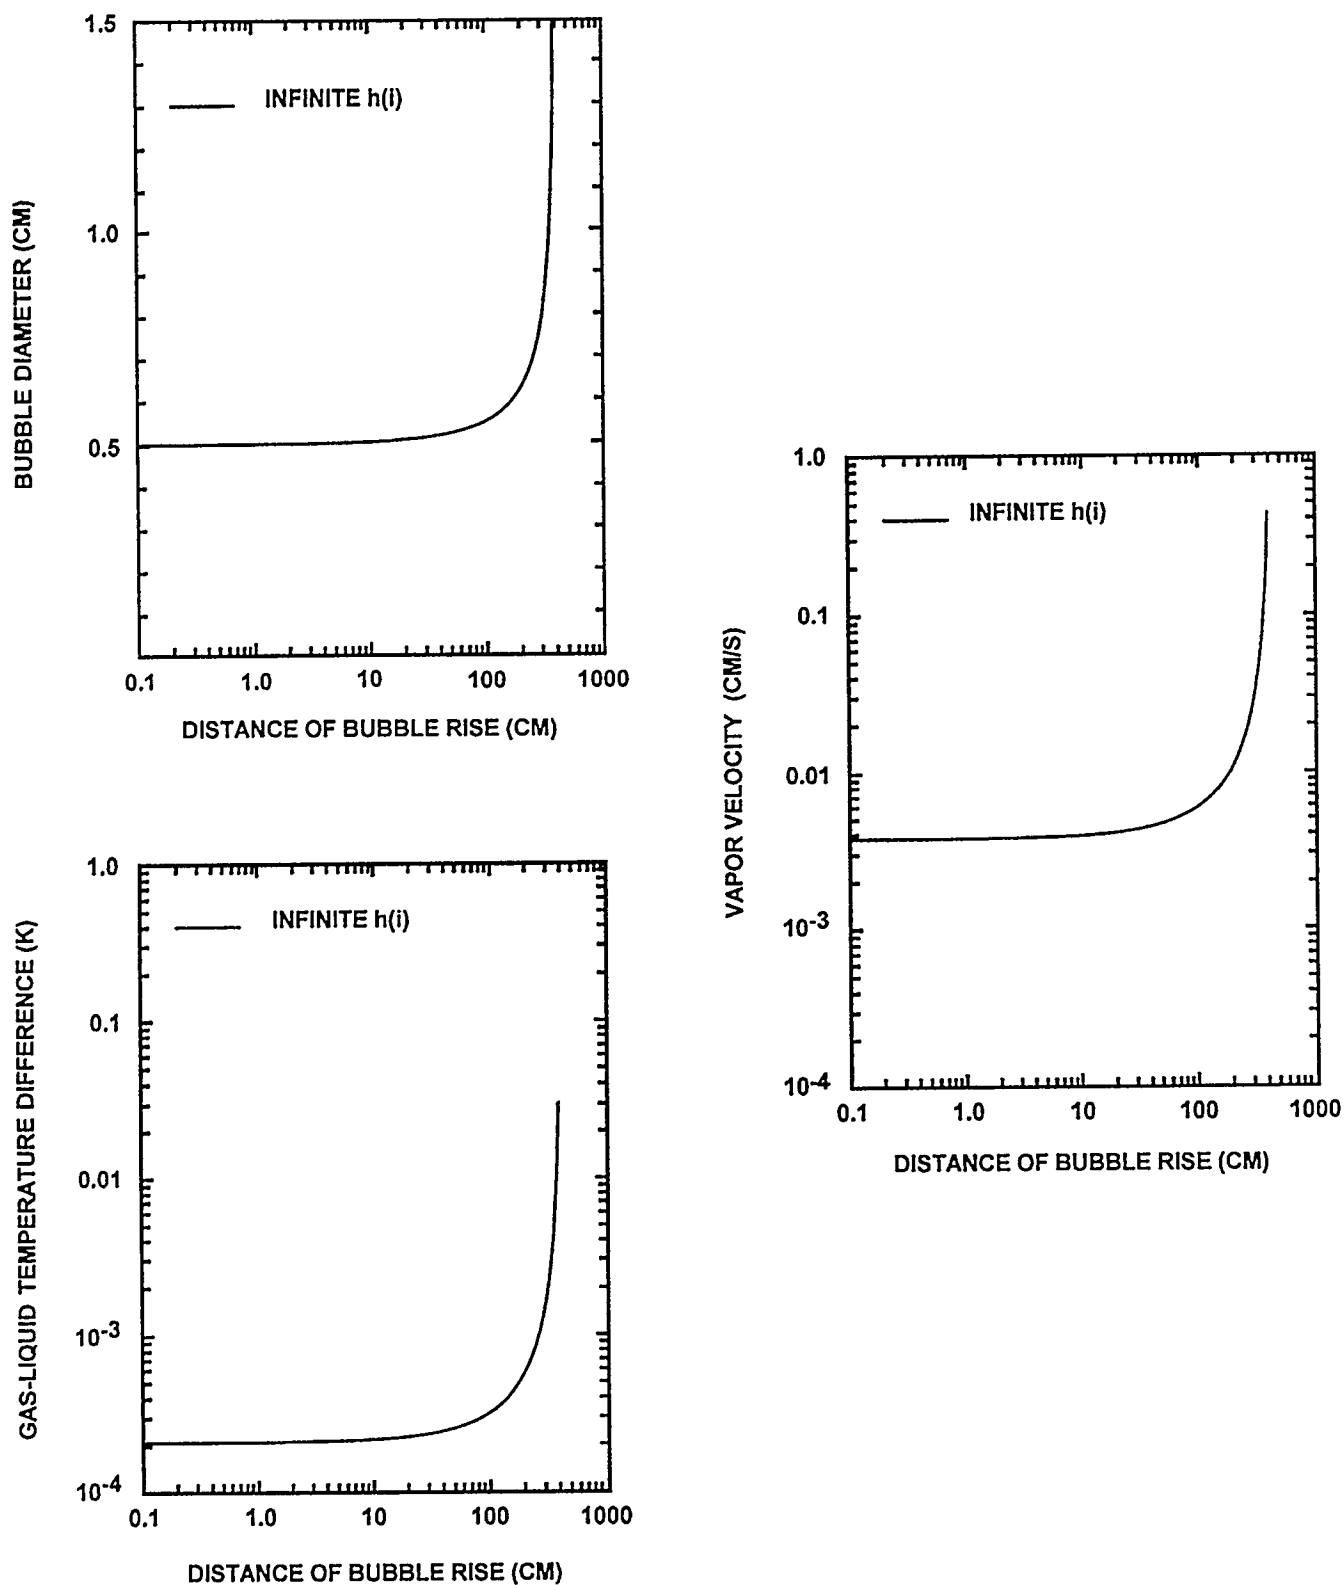 1.5
INFINITE h(i)
1.0
0.5
BUBBLE DIAMETER (CM)
0.1 1.0 10 100 1000
DISTANCE OF BUBBLE RISE (CM)
1.0
INFINITE h(i)
0.1
0.01
10-3
10-4
VAPOR VELOCITY (CM/S)
0.1 1.0 10 100 1000
DISTANCE OF BUBBLE RISE (CM)
1.0
INFINITE h(i)
0.1
0.01
10-3
10-4
GAS-LIQUID TEMPERATURE DIFFERENCE (K)
0.1 1.0 10 100 1000
DISTANCE OF BUBBLE RISE (CM)